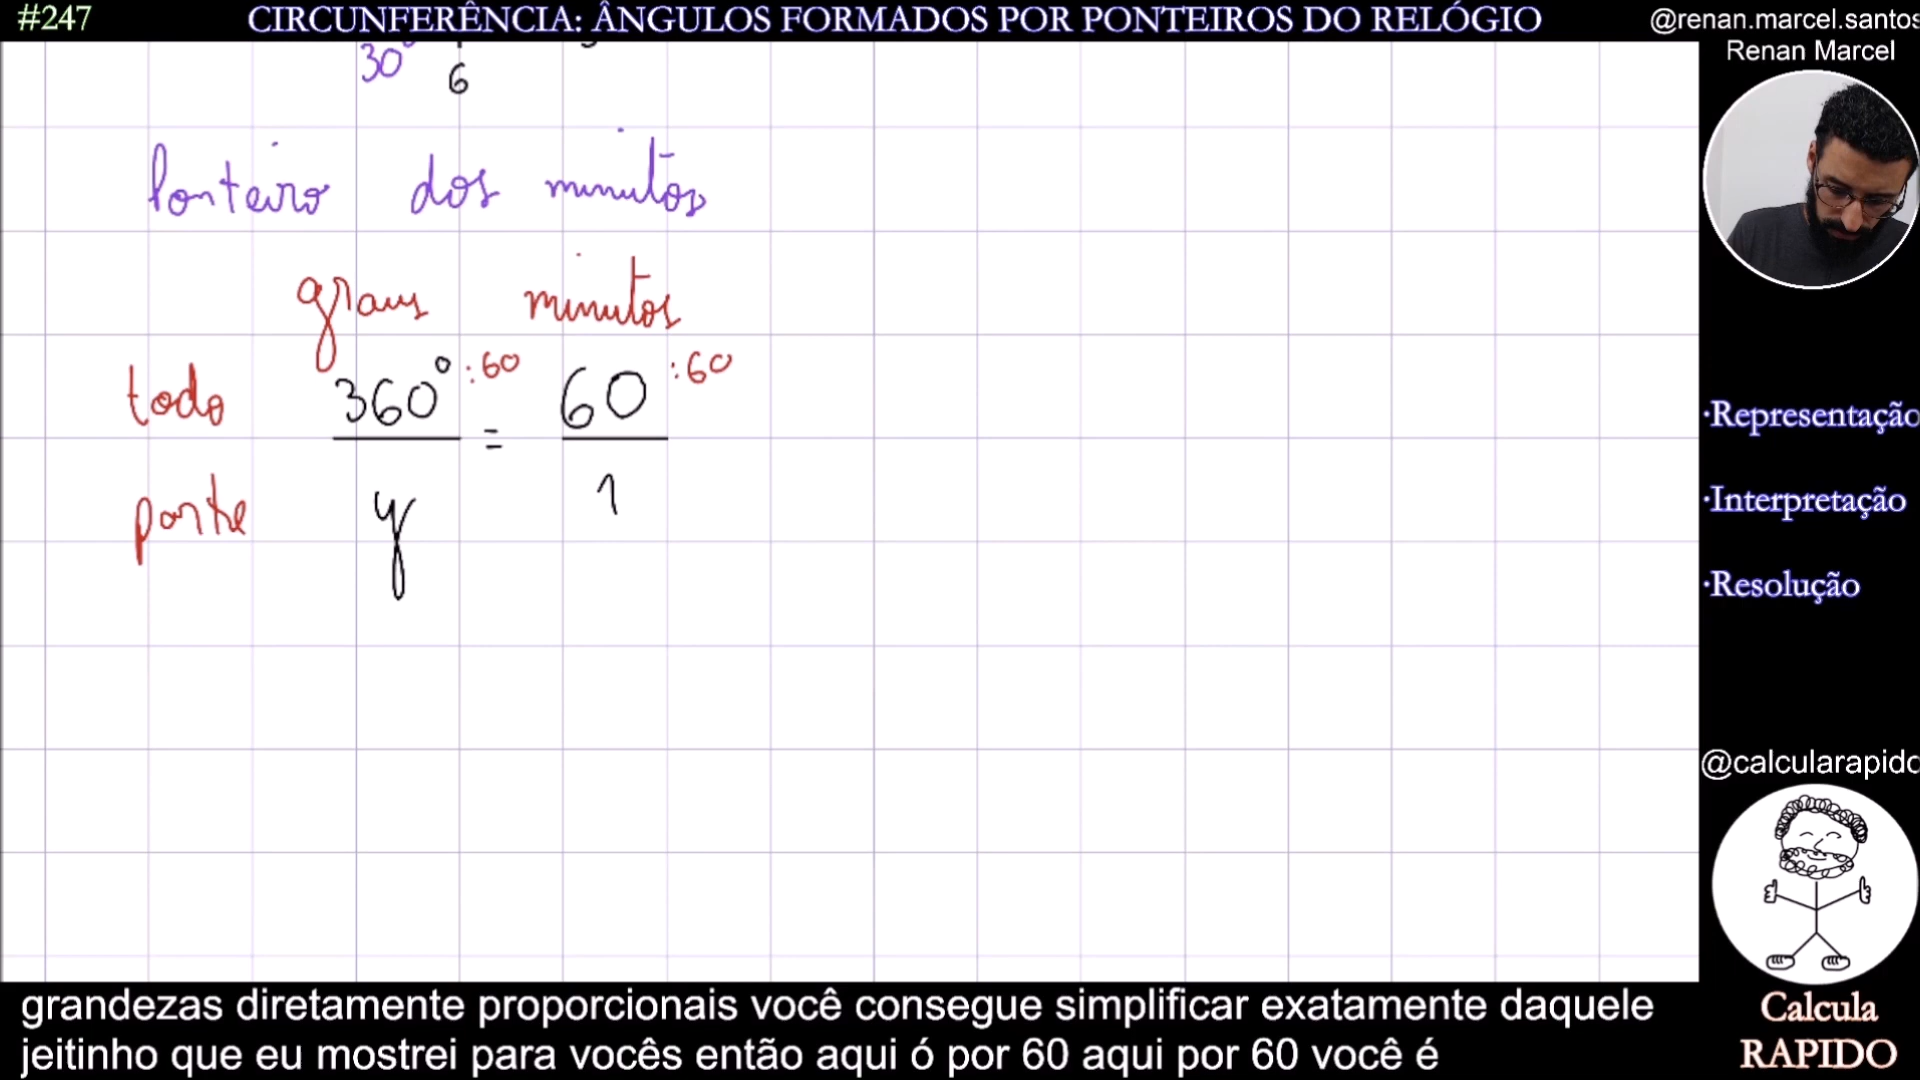 #247
CIRCUNFERÊNCIA: ÂNGULOS FORMADOS POR PONTEIROS DO RELÓGIO
@renan.marcel.santos
Renan Marcel
30°
6
Ponteiro dos minutos
graus minutos
todo 360° :60 = 60 :60
parte y 1
·Representação
·Interpretação
·Resolução
@calcularapido
Calcula
RAPIDO
grandezas diretamente proporcionais você consegue simplificar exatamente daquele
jeitinho que eu mostrei para vocês então aqui ó por 60 aqui por 60 você é